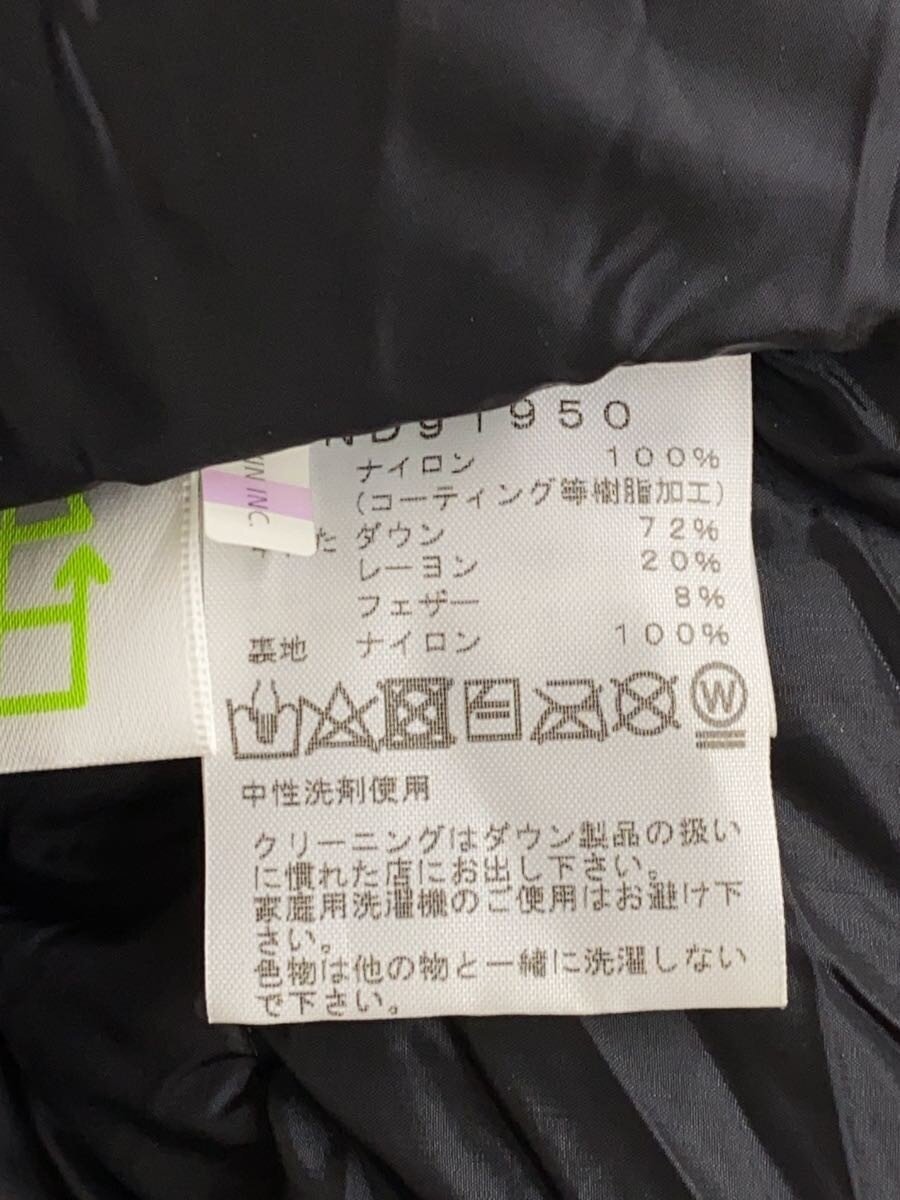 ND91950
ナイロン 100%
(コーティング等樹脂加工)
た ダウン 72%
レーヨン 20%
フェザー 8%
裏地 ナイロン 100%
W
中性洗剤使用
クリーニングはダウン製品の扱い
に慣れた店にお出し下さい。
家庭用洗濯機のご使用はお避け下
さい。
色物は他の物と一緒に洗濯しない
で下さい。
WIN INC.